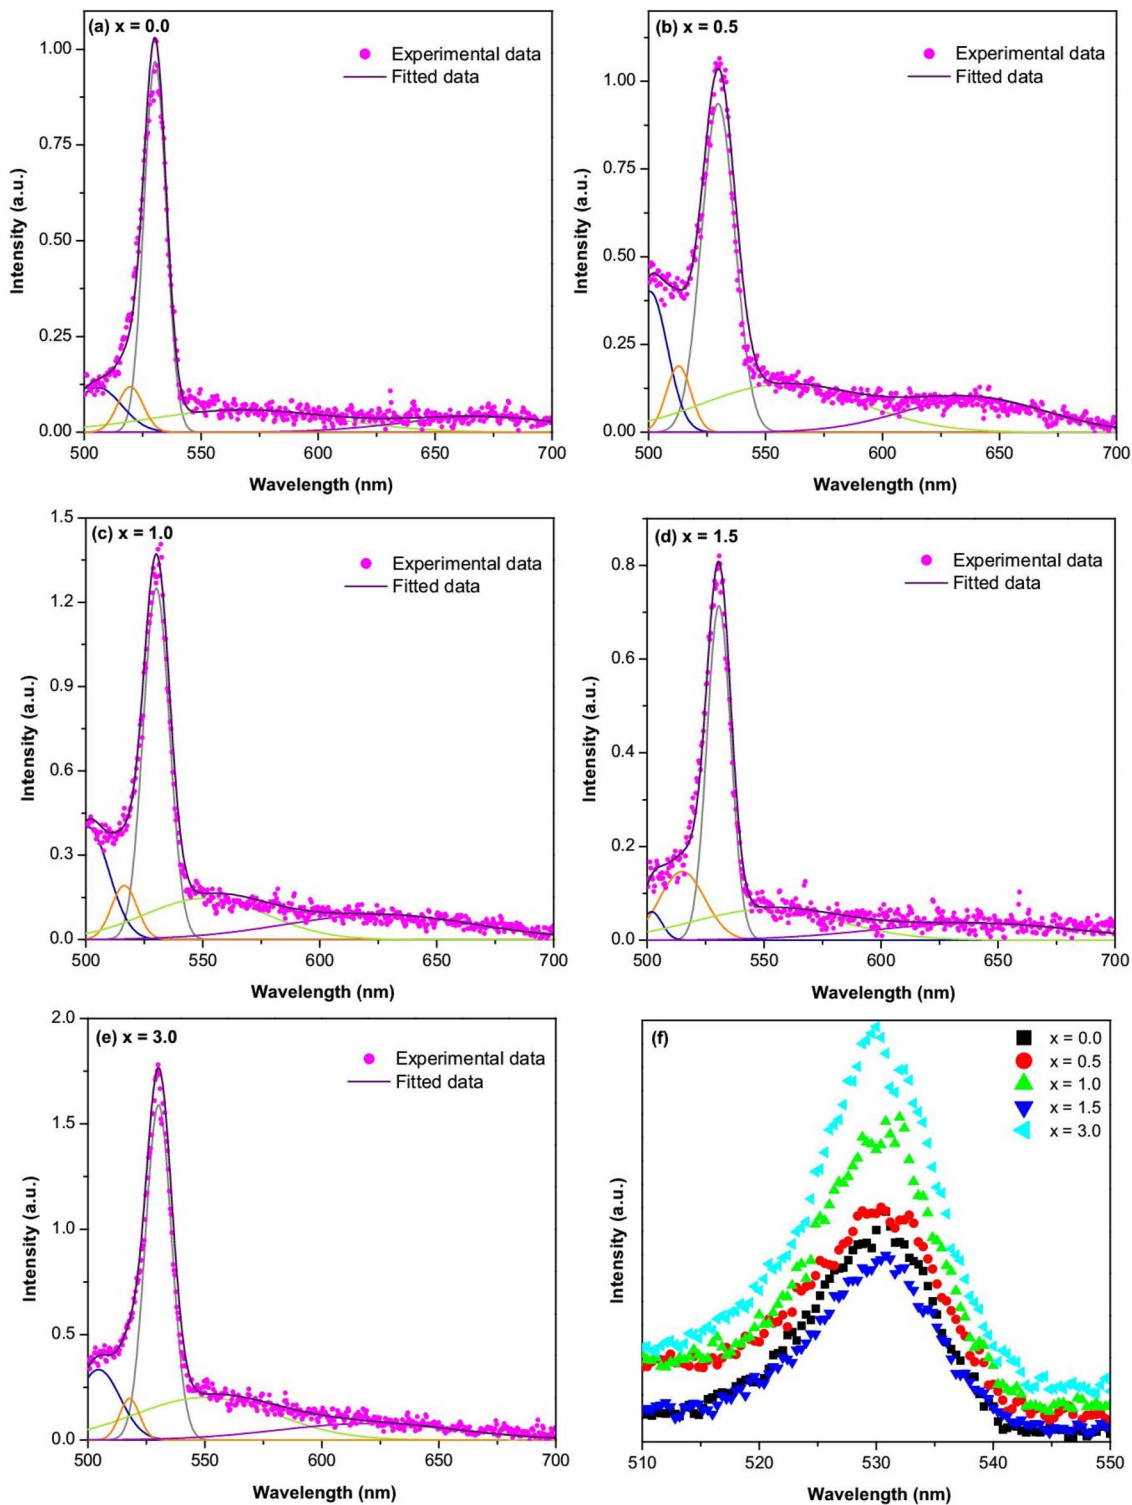 (a) x = 0.0
Experimental data
Fitted data
1.00
0.75
0.50
0.25
0.00
Intensity (a.u.)
500 550 600 650 700
Wavelength (nm)
(b) x = 0.5
Experimental data
Fitted data
1.00
0.75
0.50
0.25
0.00
Intensity (a.u.)
500 550 600 650 700
Wavelength (nm)
(c) x = 1.0
Experimental data
Fitted data
1.5
1.2
0.9
0.6
0.3
0.0
Intensity (a.u.)
500 550 600 650 700
Wavelength (nm)
(d) x = 1.5
Experimental data
Fitted data
0.8
0.6
0.4
0.2
0.0
Intensity (a.u.)
500 550 600 650 700
Wavelength (nm)
(e) x = 3.0
Experimental data
Fitted data
2.0
1.5
1.0
0.5
0.0
Intensity (a.u.)
500 550 600 650 700
Wavelength (nm)
(f)
x = 0.0
x = 0.5
x = 1.0
x = 1.5
x = 3.0
Intensity (a.u.)
510 520 530 540 550
Wavelength (nm)